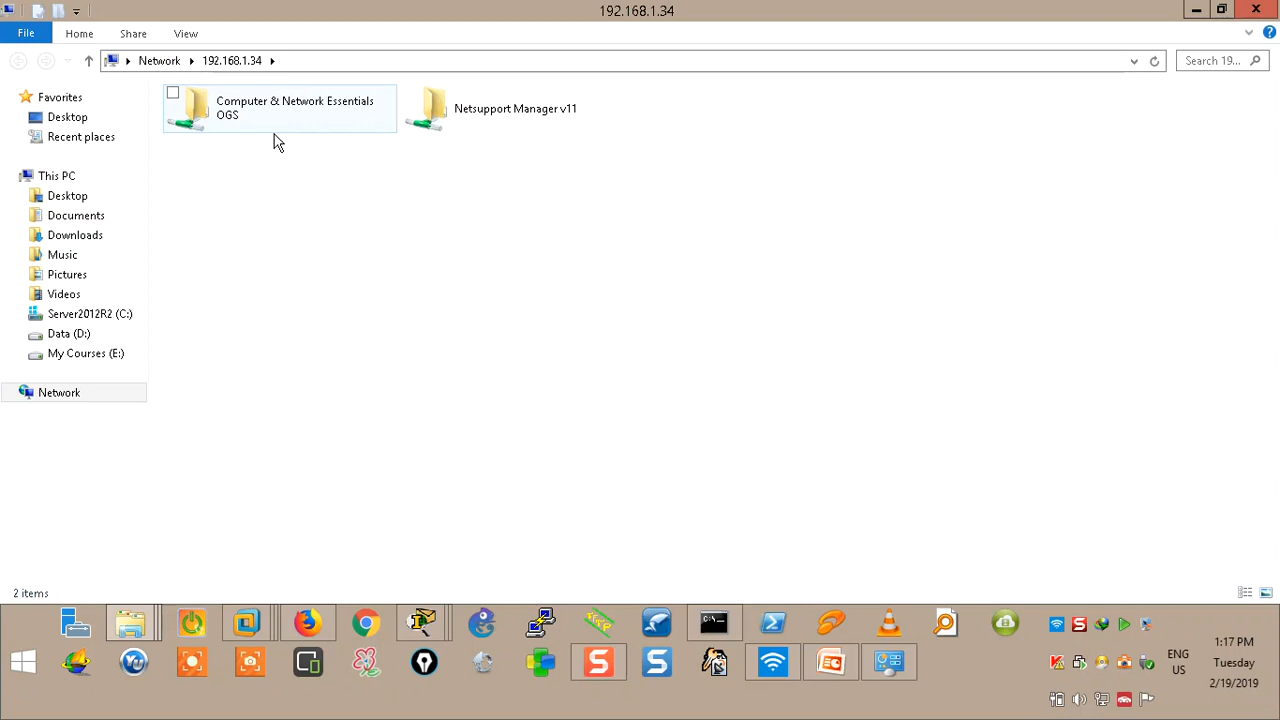 192.168.1.34
File
Home
Share
View
Network
192.168.1.34
Search 19...
Favorites
Desktop
Recent places
This PC
Desktop
Documents
Downloads
Music
Pictures
Videos
Server2012R2 (C:)
Data (D:)
My Courses (E:)
Network
Computer & Network Essentials
OGS
Netsupport Manager v11
2 items
1:17 PM
ENG
US
Tuesday
2/19/2019